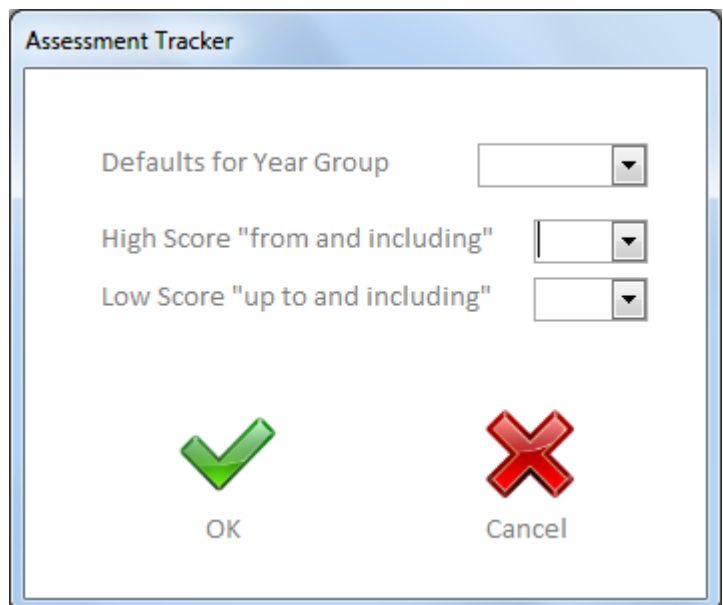 Assessment Tracker
Defaults for Year Group
High Score "from and including"
Low Score "up to and including"
OK Cancel